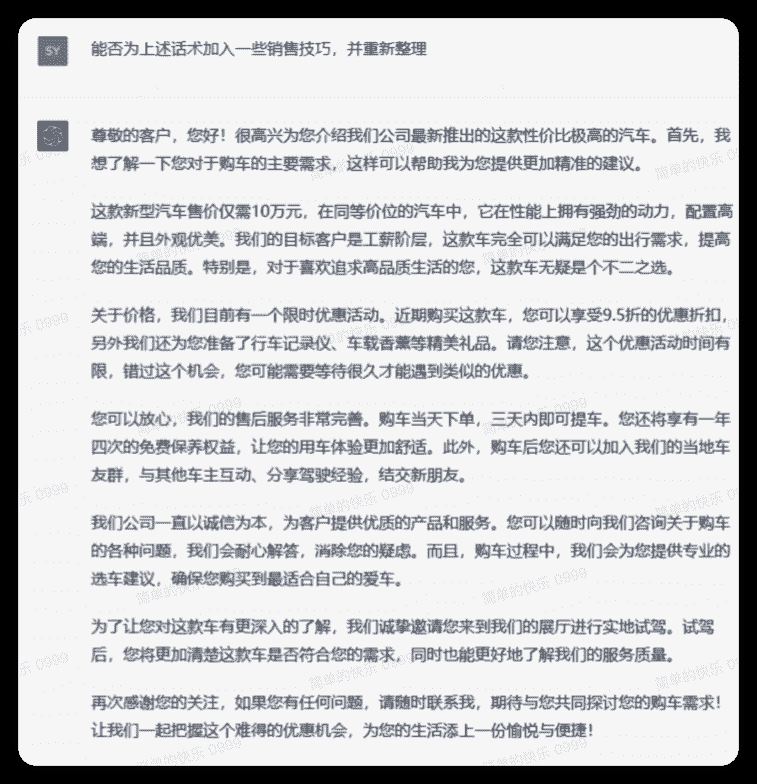 SY
能否为上述话术加入一些销售技巧，并重新整理
尊敬的客户，您好！很高兴为您介绍我们公司最新推出的这款性价比极高的汽车。首先，我
想了解一下您对于购车的主要需求，这样可以帮助我为您提供更加精准的建议。
这款新型汽车售价仅需10万元，在同等价位的汽车中，它在性能上拥有强劲的动力，配置高
端，并且外观优美。我们的目标客户是工薪阶层，这款车完全可以满足您的出行需求，提高
您的生活品质。特别是，对于喜欢追求高品质生活的您，这款车无疑是个不二之选。
关于价格，我们目前有一个限时优惠活动。近期购买这款车，您可以享受9.5折的优惠折扣，
另外我们还为您准备了行车记录仪、车载香薰等精美礼品。请您注意，这个优惠活动时间有
限，错过这个机会，您可能需要等待很久才能遇到类似的优惠。
您可以放心，我们的售后服务非常完善。购车当天下单，三天内即可提车。您还将享有一年
四次的免费保养权益，让您的用车体验更加舒适。此外，购车后您还可以加入我们的当地车
友群，与其他车主互动、分享驾驶经验，结交新朋友。
我们公司一直以诚信为本，为客户提供优质的产品和服务。您可以随时向我们咨询关于购车
的各种问题，我们会耐心解答，消除您的疑虑。而且，购车过程中，我们会为您提供专业的
选车建议，确保您购买到最适合自己的爱车。
为了让您对这款车有更深入的了解，我们诚挚邀请您来到我们的展厅进行实地试驾。试驾
后，您将更加清楚这款车是否符合您的需求，同时也能更好地了解我们的服务质量。
再次感谢您的关注，如果您有任何问题，请随时联系我，期待与您共同探讨您的购车需求！
让我们一起把握这个难得的优惠机会，为您的生活添上一份愉悦与便捷！
简单的快乐 0999